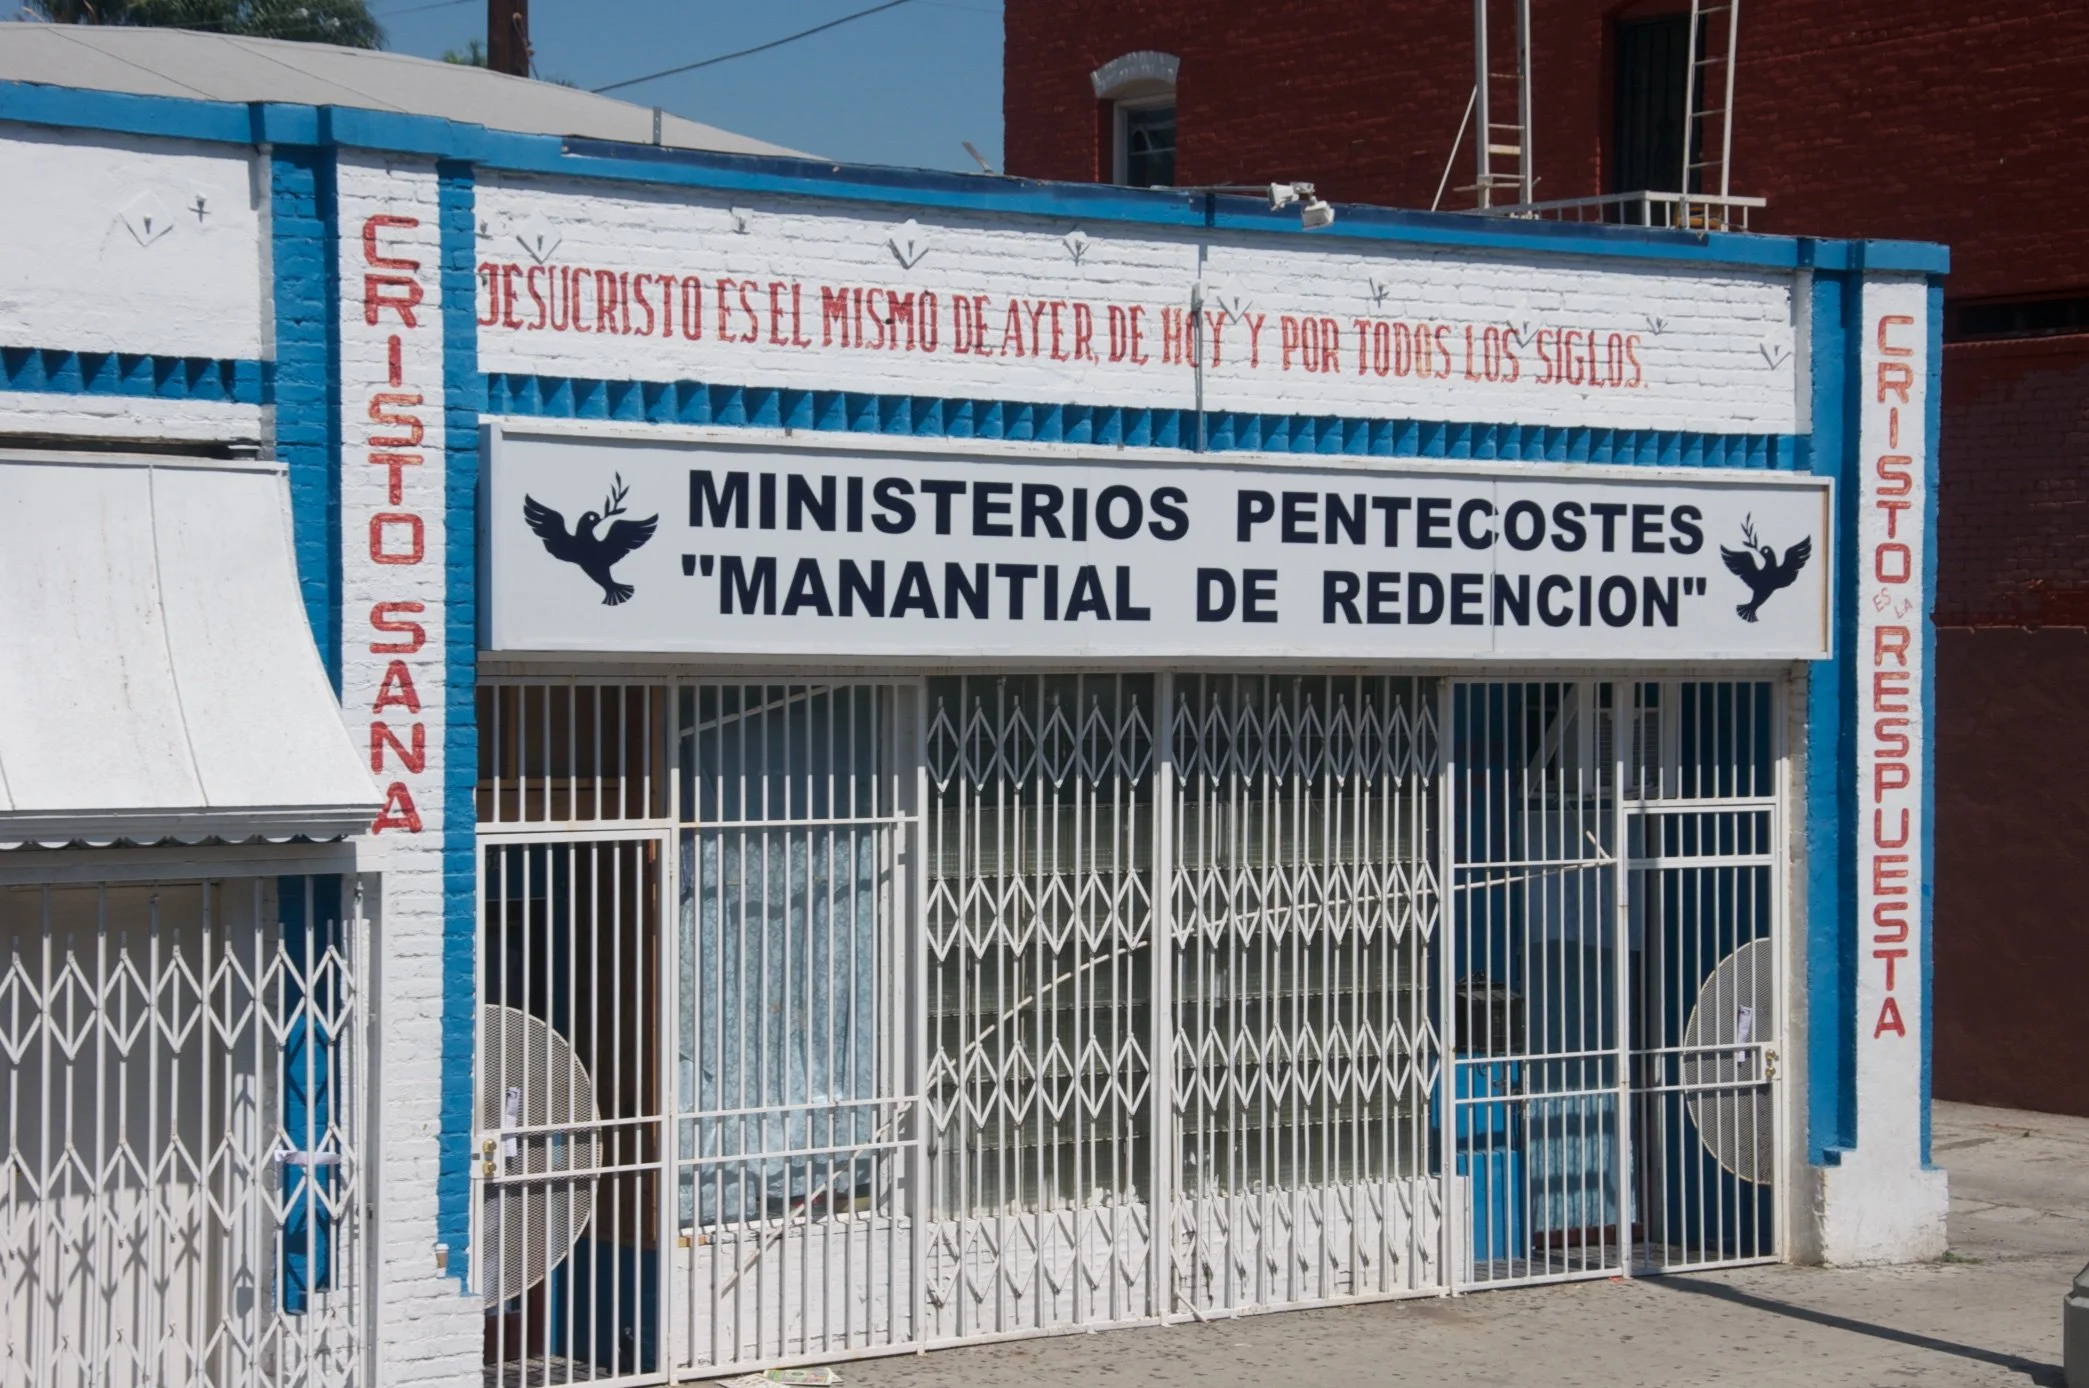 CRISTO SANA
JESUCRISTO ES EL MISMO DE AYER, DE HOY Y POR TODOS LOS SIGLOS.
MINISTERIOS PENTECOSTES
"MANANTIAL DE REDENCION"
CRISTO ES LA RESPUESTA